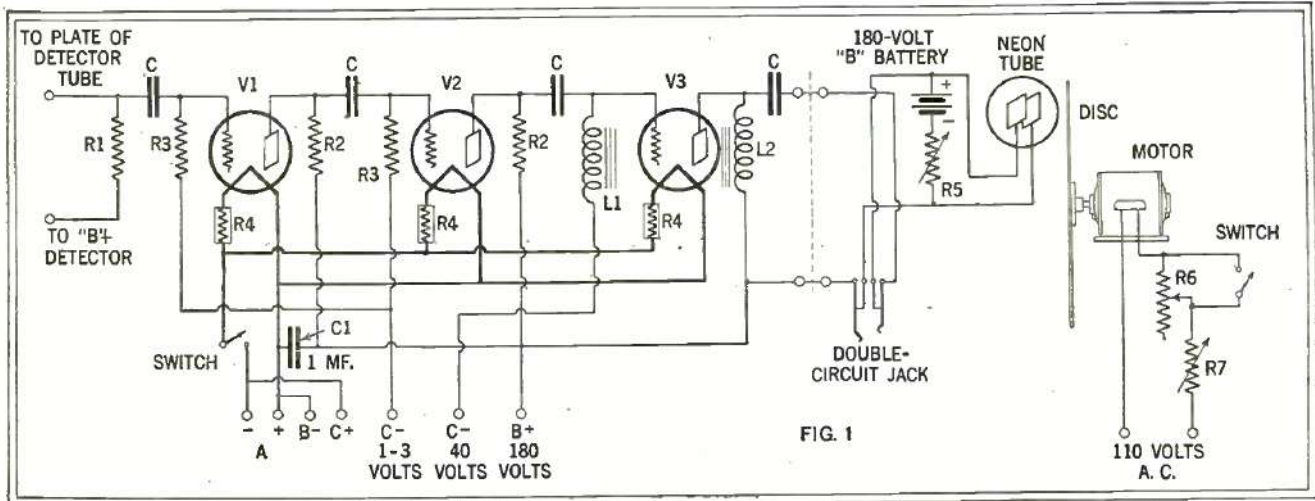 TO PLATE OF
DETECTOR
TUBE
C
V1
C
V2
C
V3
C
180-VOLT
"B" BATTERY
NEON
TUBE
DISC
MOTOR
SWITCH
R1
R3
R2
R3
R2
L1
L2
+
-
R5
R4
R4
R4
R6
R7
TO "B"+
DETECTOR
SWITCH
C1
1 MF.
DOUBLE-
CIRCUIT JACK
FIG. 1
- + B- C+
A
C-
1-3
VOLTS
C-
40
VOLTS
B+
180
VOLTS
110 VOLTS
A. C.